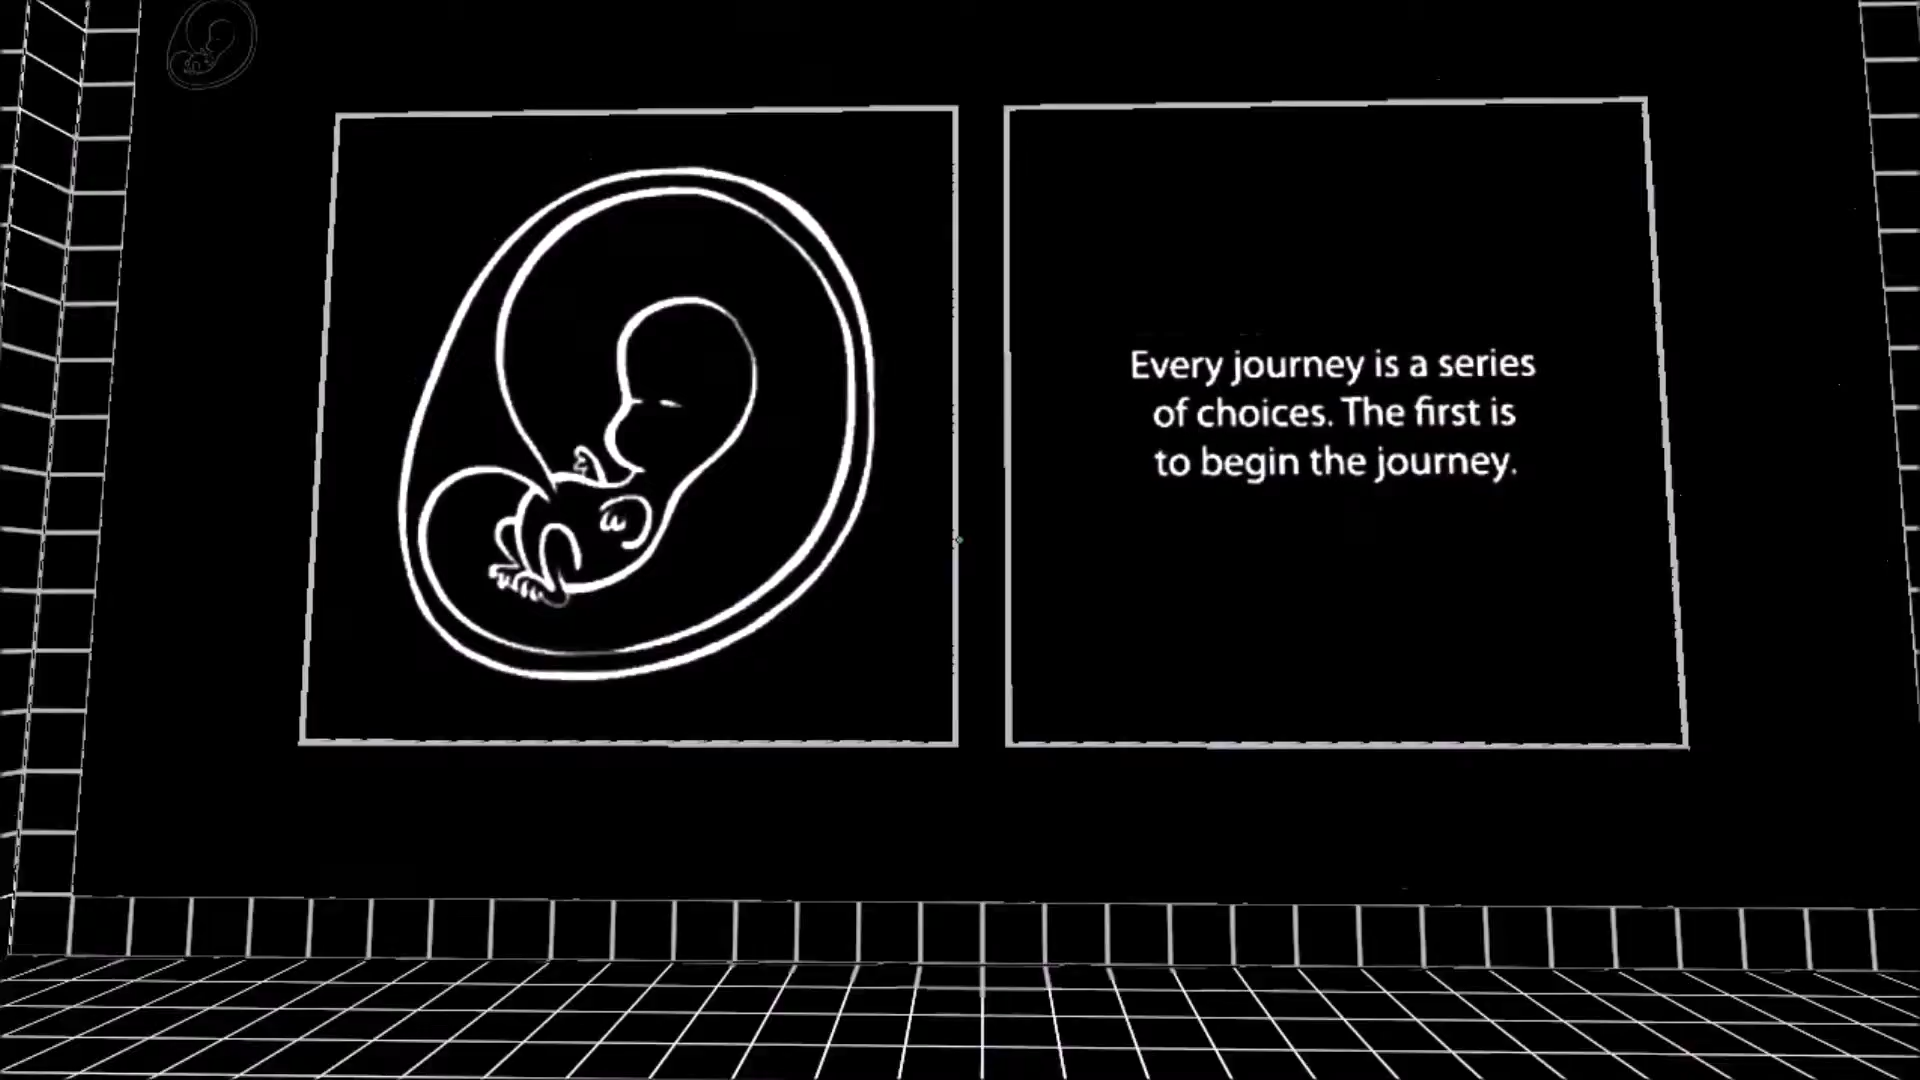 Every journey is a series
of choices. The first is
to begin the journey.